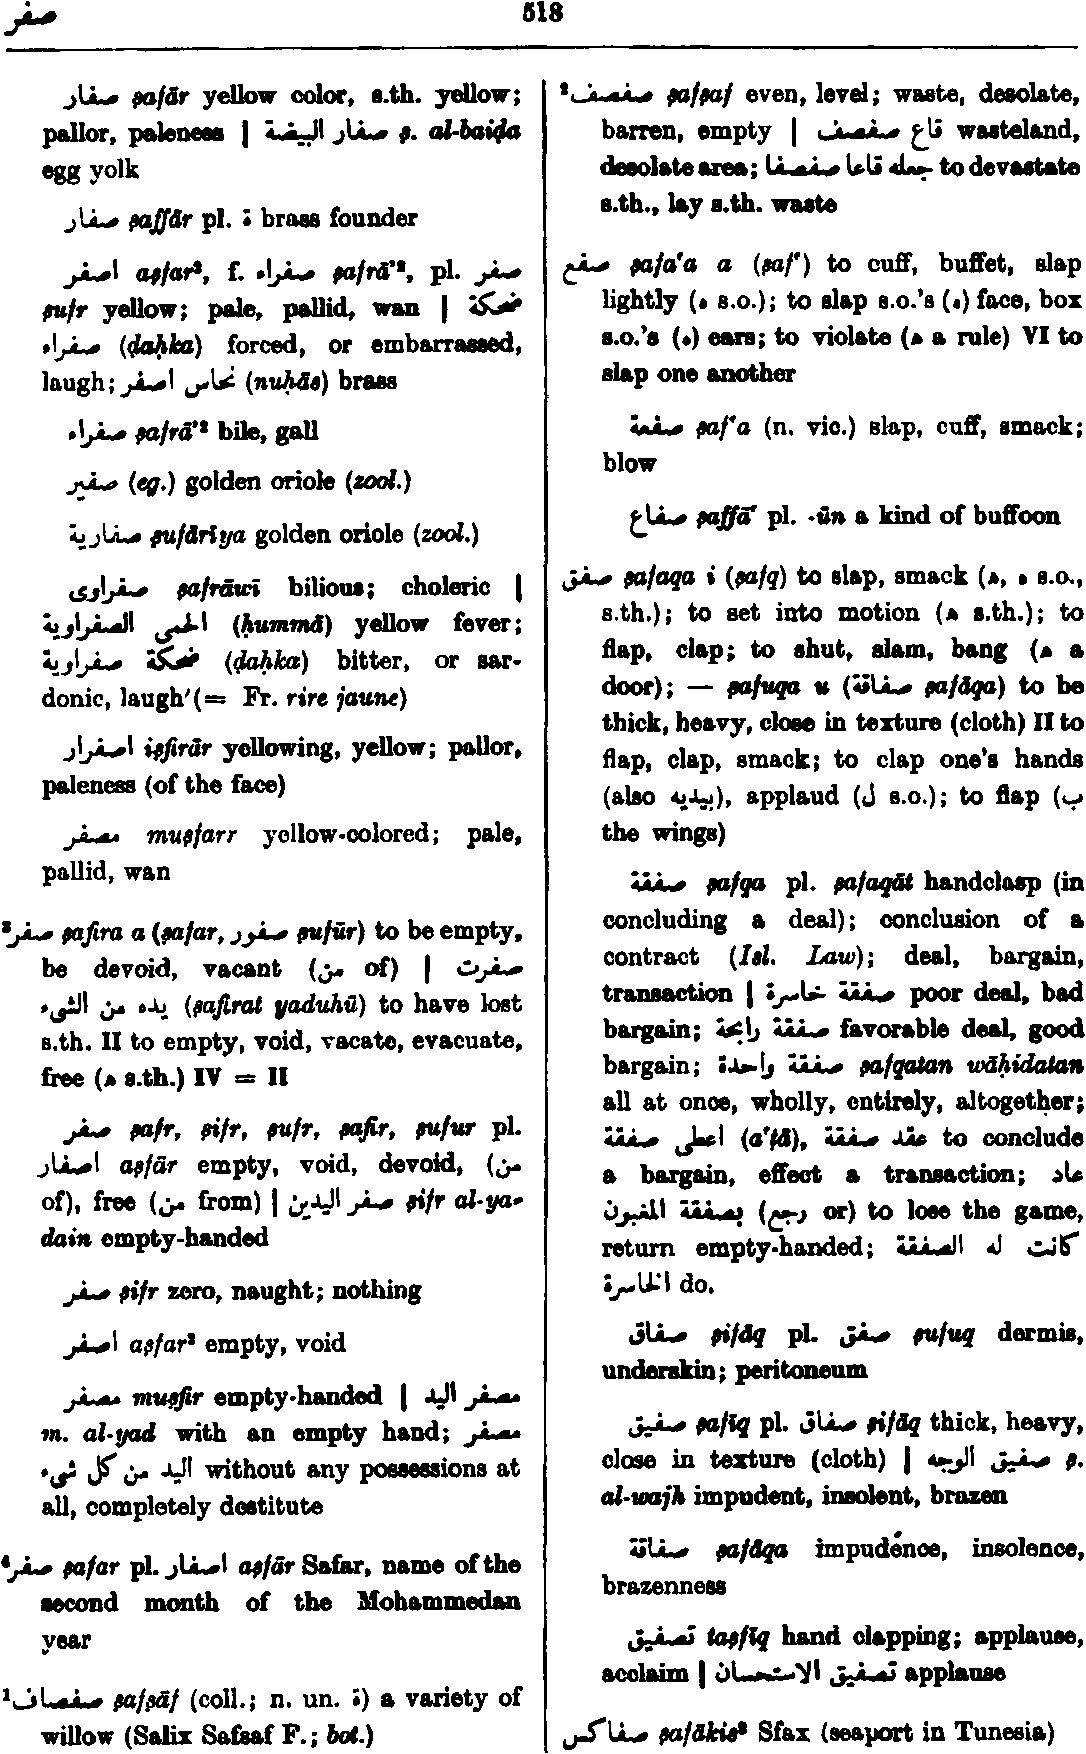 صفر
518
صفار ṣafār yellow color, s.th. yellow;
pallor, paleness | صفار البيضة ṣ. al-baiḍa
egg yolk
صفار ṣaffār pl. ة brass founder
اصفر aṣfar², f. صفراء ṣafrā'², pl. صفر
ṣufr yellow; pale, pallid, wan | ضحكة
صفراء (ḍaḥka) forced, or embarrassed,
laugh; نحاس اصفر (nuḥās) brass
صفراء ṣafrā'² bile, gall
صفير (eg.) golden oriole (zool.)
صفارية ṣufārīya golden oriole (zool.)
صفراوى ṣafrāwī bilious; choleric |
الحمى الصفراوية (ḥummā) yellow fever;
ضحكة صفراوية (ḍaḥka) bitter, or sar-
donic, laugh (= Fr. rire jaune)
اصفرار iṣfirār yellowing, yellow; pallor,
paleness (of the face)
مصفر muṣfarr yellow-colored; pale,
pallid, wan
³صفر ṣafira a (ṣafar, صفور ṣufūr) to be empty,
be devoid, vacant (من of) | صفرت
يده من الشىء (ṣafirat yaduhū) to have lost
s.th. II to empty, void, vacate, evacuate,
free (ه s.th.) IV = II
صفر ṣafr, ṣifr, ṣufr, ṣafir, ṣufur pl.
اصفار aṣfār empty, void, devoid, (من
of), free (من from) | صفر اليدين ṣifr al-ya-
dain empty-handed
صفر ṣifr zero, naught; nothing
اصفر aṣfar² empty, void
مصفر muṣfir empty-handed | مصفر اليد
m. al-yad with an empty hand; مصفر
اليد من كل شىء without any possessions at
all, completely destitute
⁴صفر ṣafar pl. اصفار aṣfār Safar, name of the
second month of the Mohammedan
year
¹صفصاف ṣafṣāf (coll.; n. un. ة) a variety of
willow (Salix Safsaf F.; bot.)
²صفصف ṣafṣaf even, level; waste, desolate,
barren, empty | قاع صفصف wasteland,
desolate area; جعله قاعا صفصفا to devastate
s.th., lay s.th. waste
صفع ṣafa'a a (ṣaf') to cuff, buffet, slap
lightly (ه s.o.); to slap s.o.'s (ه) face, box
s.o.'s (ه) ears; to violate (ه a rule) VI to
slap one another
صفعة ṣaf'a (n. vic.) slap, cuff, smack;
blow
صفاع ṣaffā' pl. -ūn a kind of buffoon
صفق ṣafaqa i (ṣafq) to slap, smack (ه, ه s.o.,
s.th.); to set into motion (ه s.th.); to
flap, clap; to shut, slam, bang (ه a
door); — ṣafuqa u (صفاقة ṣafāqa) to be
thick, heavy, close in texture (cloth) II to
flap, clap, smack; to clap one's hands
(also بيديه), applaud (ل s.o.); to flap (ب
the wings)
صفقة ṣafqa pl. ṣafaqāt handclasp (in
concluding a deal); conclusion of a
contract (Isl. Law); deal, bargain,
transaction | صفقة خاسرة poor deal, bad
bargain; صفقة رابحة favorable deal, good
bargain; صفقة واحدة ṣafqatan wāḥidatan
all at once, wholly, entirely, altogether;
اعطى صفقة (a'ṭā), عقد صفقة to conclude
a bargain, effect a transaction; عاد
بصفقة المغبون (رجع or) to lose the game,
return empty-handed; كانت له الصفقة
الخاسرة do.
صفاق ṣifāq pl. صفق ṣufuq dermis,
underskin; peritoneum
صفيق ṣafīq pl. صفاق ṣifāq thick, heavy,
close in texture (cloth) | صفيق الوجه ṣ.
al-wajh impudent, insolent, brazen
صفاقة ṣafāqa impudence, insolence,
brazenness
تصفيق taṣfīq hand clapping; applause,
acclaim | تصفيق الاستحسان applause
صفاكس ṣafākis² Sfax (seaport in Tunesia)